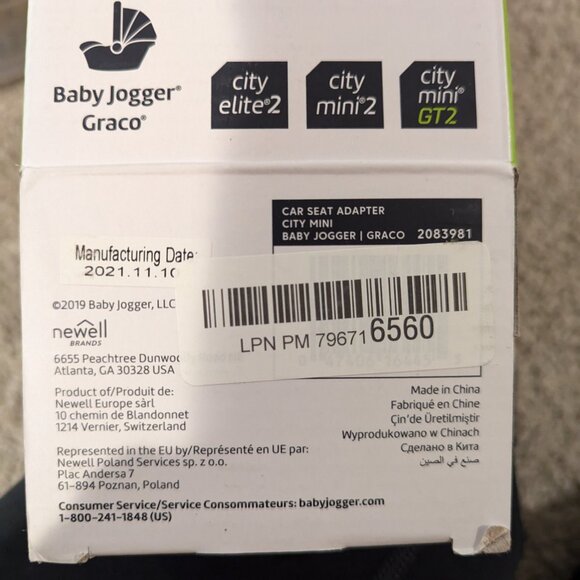 Baby Jogger®
Graco®
city
elite®2
city
mini®2
city
mini®
GT2
CAR SEAT ADAPTER
CITY MINI
BABY JOGGER | GRACO 2083981
Manufacturing Date:
2021.11.10
©2019 Baby Jogger, LLC
LPN PM 796716560
newell
BRANDS
6655 Peachtree Dunwoo
Atlanta, GA 30328 USA
Product of/Produit de:
Newell Europe sàrl
10 chemin de Blandonnet
1214 Vernier, Switzerland
Made in China
Fabriqué en Chine
Çin'de Üretilmiştir
Wyprodukowano w Chinach
Сделано в Кита
صنع في الصين
Represented in the EU by/Représenté en UE par:
Newell Poland Services sp. z o.o.
Plac Andersa 7
61-894 Poznan, Poland
Consumer Service/Service Consommateurs: babyjogger.com
1-800-241-1848 (US)